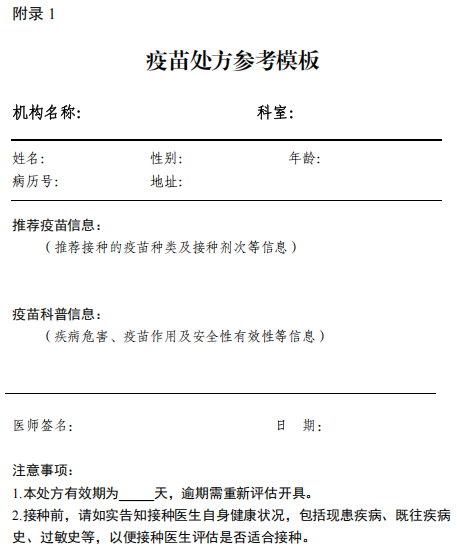 附录 1
疫苗处方参考模板
机构名称： 科室：
姓名： 性别： 年龄：
病历号： 地址：
推荐疫苗信息：
（推荐接种的疫苗种类及接种剂次等信息）
疫苗科普信息：
（疾病危害、疫苗作用及安全性有效性等信息）
医师签名： 日 期：
注意事项：
1.本处方有效期为_____天，逾期需重新评估开具。
2.接种前，请如实告知接种医生自身健康状况，包括现患疾病、既往疾病
史、过敏史等，以便接种医生评估是否适合接种。